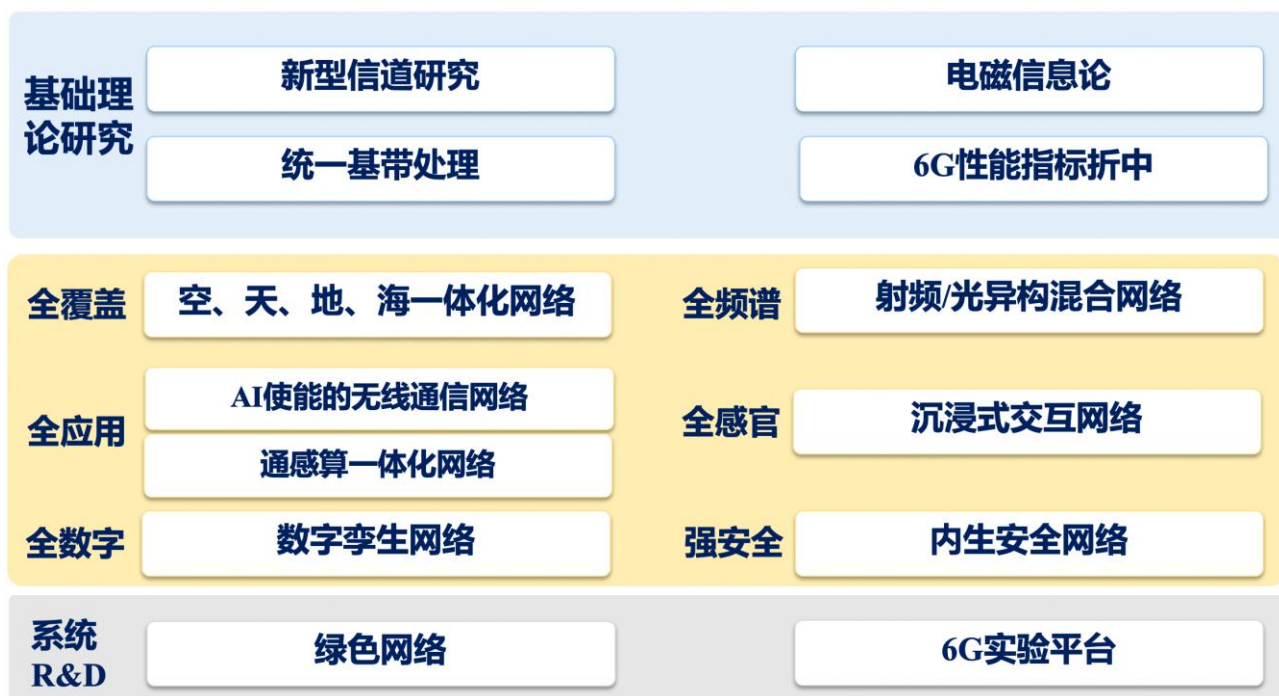 基础理
论研究
新型信道研究
电磁信息论
统一基带处理
6G性能指标折中
全覆盖
空、天、地、海一体化网络
全频谱
射频/光异构混合网络
全应用
AI使能的无线通信网络
通感算一体化网络
全感官
沉浸式交互网络
全数字
数字孪生网络
强安全
内生安全网络
系统
R&D
绿色网络
6G实验平台